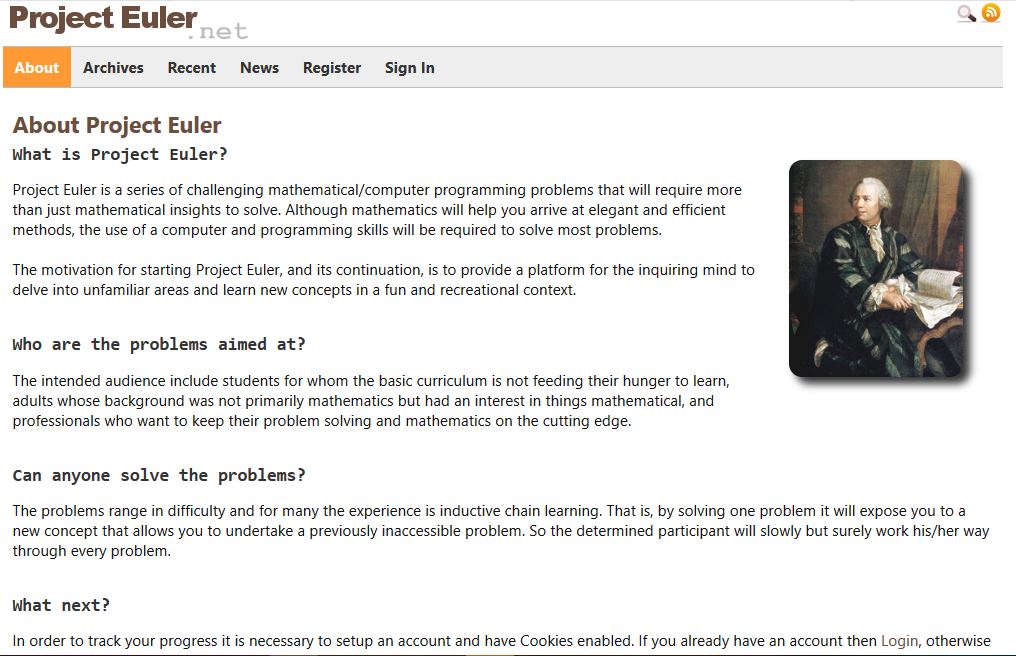 Project Euler
.net
About Archives Recent News Register Sign In
About Project Euler
What is Project Euler?
Project Euler is a series of challenging mathematical/computer programming problems that will require more
than just mathematical insights to solve. Although mathematics will help you arrive at elegant and efficient
methods, the use of a computer and programming skills will be required to solve most problems.
The motivation for starting Project Euler, and its continuation, is to provide a platform for the inquiring mind to
delve into unfamiliar areas and learn new concepts in a fun and recreational context.
Who are the problems aimed at?
The intended audience include students for whom the basic curriculum is not feeding their hunger to learn,
adults whose background was not primarily mathematics but had an interest in things mathematical, and
professionals who want to keep their problem solving and mathematics on the cutting edge.
Can anyone solve the problems?
The problems range in difficulty and for many the experience is inductive chain learning. That is, by solving one problem it will expose you to a
new concept that allows you to undertake a previously inaccessible problem. So the determined participant will slowly but surely work his/her way
through every problem.
What next?
In order to track your progress it is necessary to setup an account and have Cookies enabled. If you already have an account then Login, otherwise